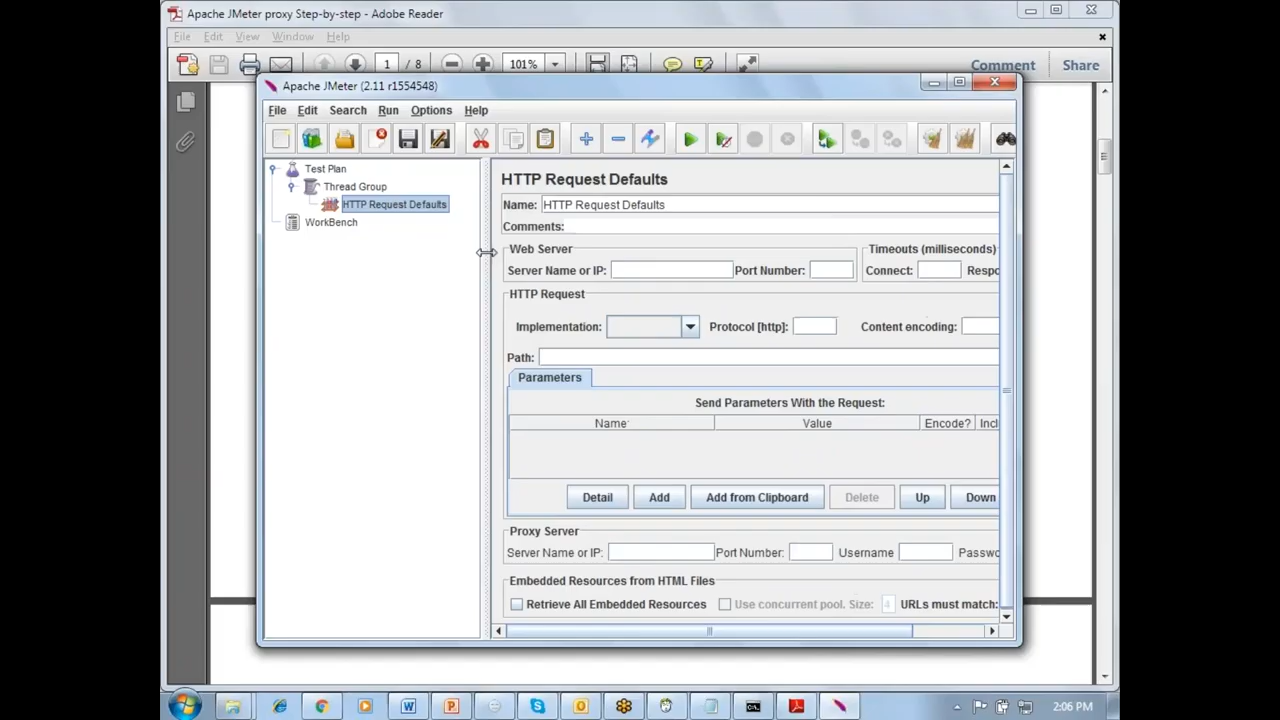 Apache JMeter proxy Step-by-step - Adobe Reader
File Edit View Window Help
1 / 8 101% Comment Share
Apache JMeter (2.11 r1554548)
File Edit Search Run Options Help
Test Plan
Thread Group
HTTP Request Defaults
WorkBench
HTTP Request Defaults
Name: HTTP Request Defaults
Comments:
Web Server Timeouts (milliseconds)
Server Name or IP: Port Number: Connect: Respo
HTTP Request
Implementation: Protocol [http]: Content encoding:
Path:
Parameters
Send Parameters With the Request:
Name Value Encode? Incl
Detail Add Add from Clipboard Delete Up Down
Proxy Server
Server Name or IP: Port Number: Username Passwo
Embedded Resources from HTML Files
Retrieve All Embedded Resources Use concurrent pool. Size: 4 URLs must match:
2:06 PM